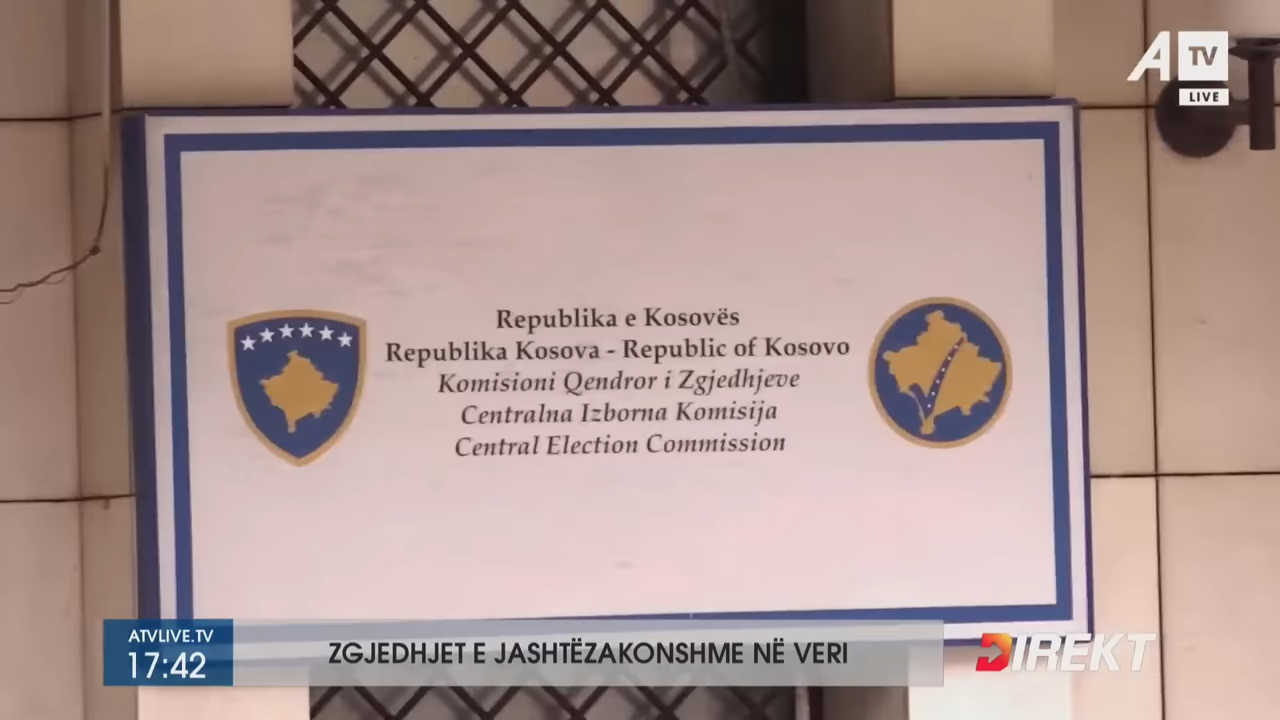 A TV
LIVE
Republika e Kosovës
Republika Kosova - Republic of Kosovo
Komisioni Qendror i Zgjedhjeve
Centralna Izborna Komisija
Central Election Commission
ATVLIVE.TV
17:42
ZGJEDHJET E JASHTËZAKONSHME NË VERI
DIREKT